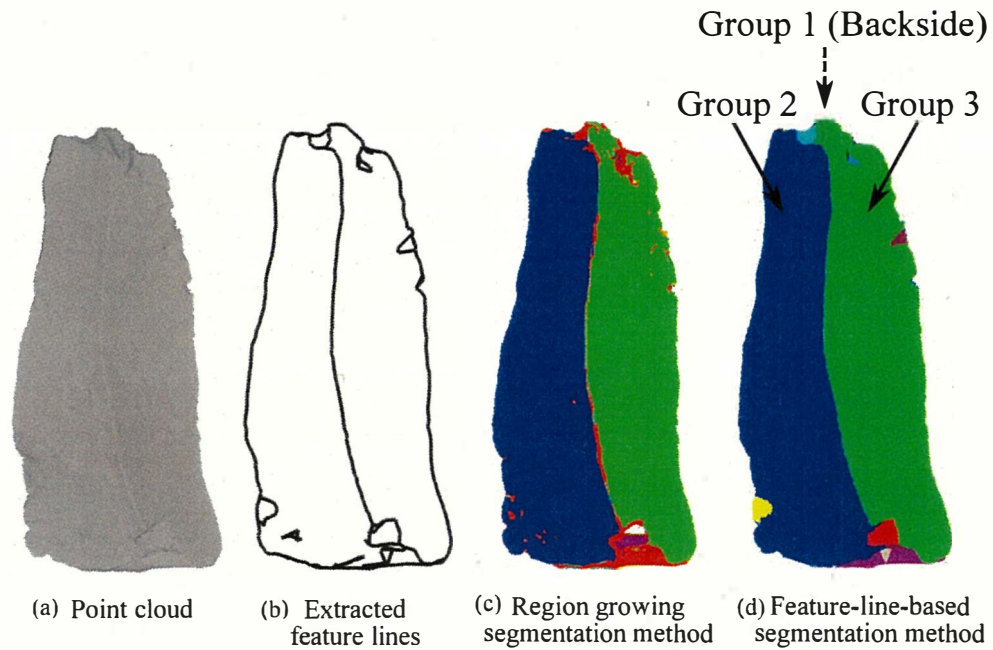 Group 1 (Backside)
Group 2
Group 3
(a) Point cloud
(b) Extracted
feature lines
(c) Region growing
segmentation method
(d) Feature-line-based
segmentation method